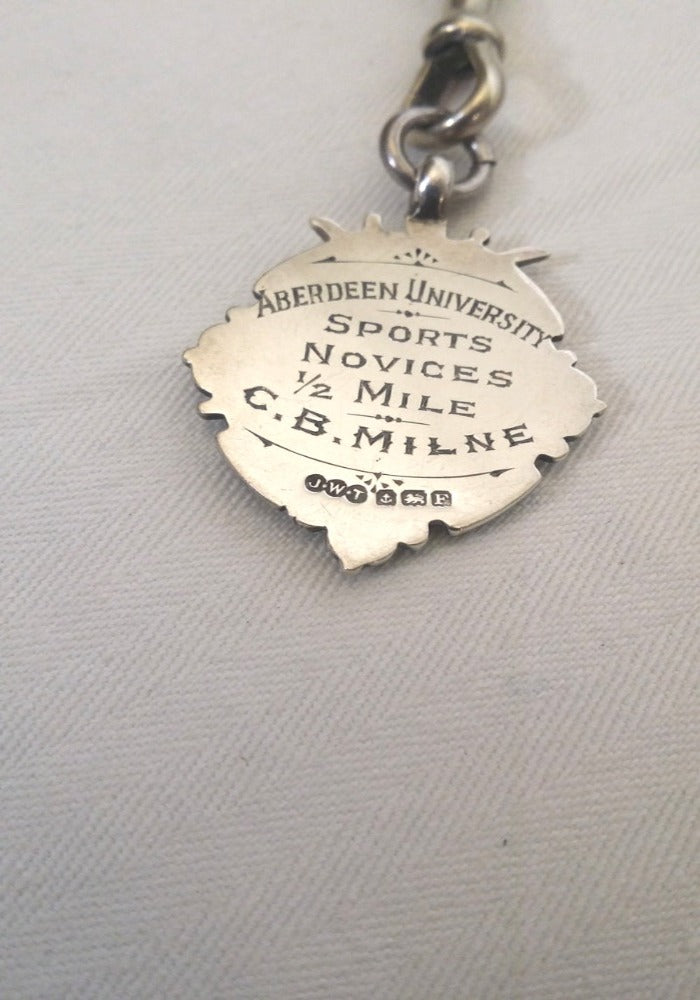 ABERDEEN UNIVERSITY
SPORTS
NOVICES
1/2 MILE
C.B. MILNE
J.W.T